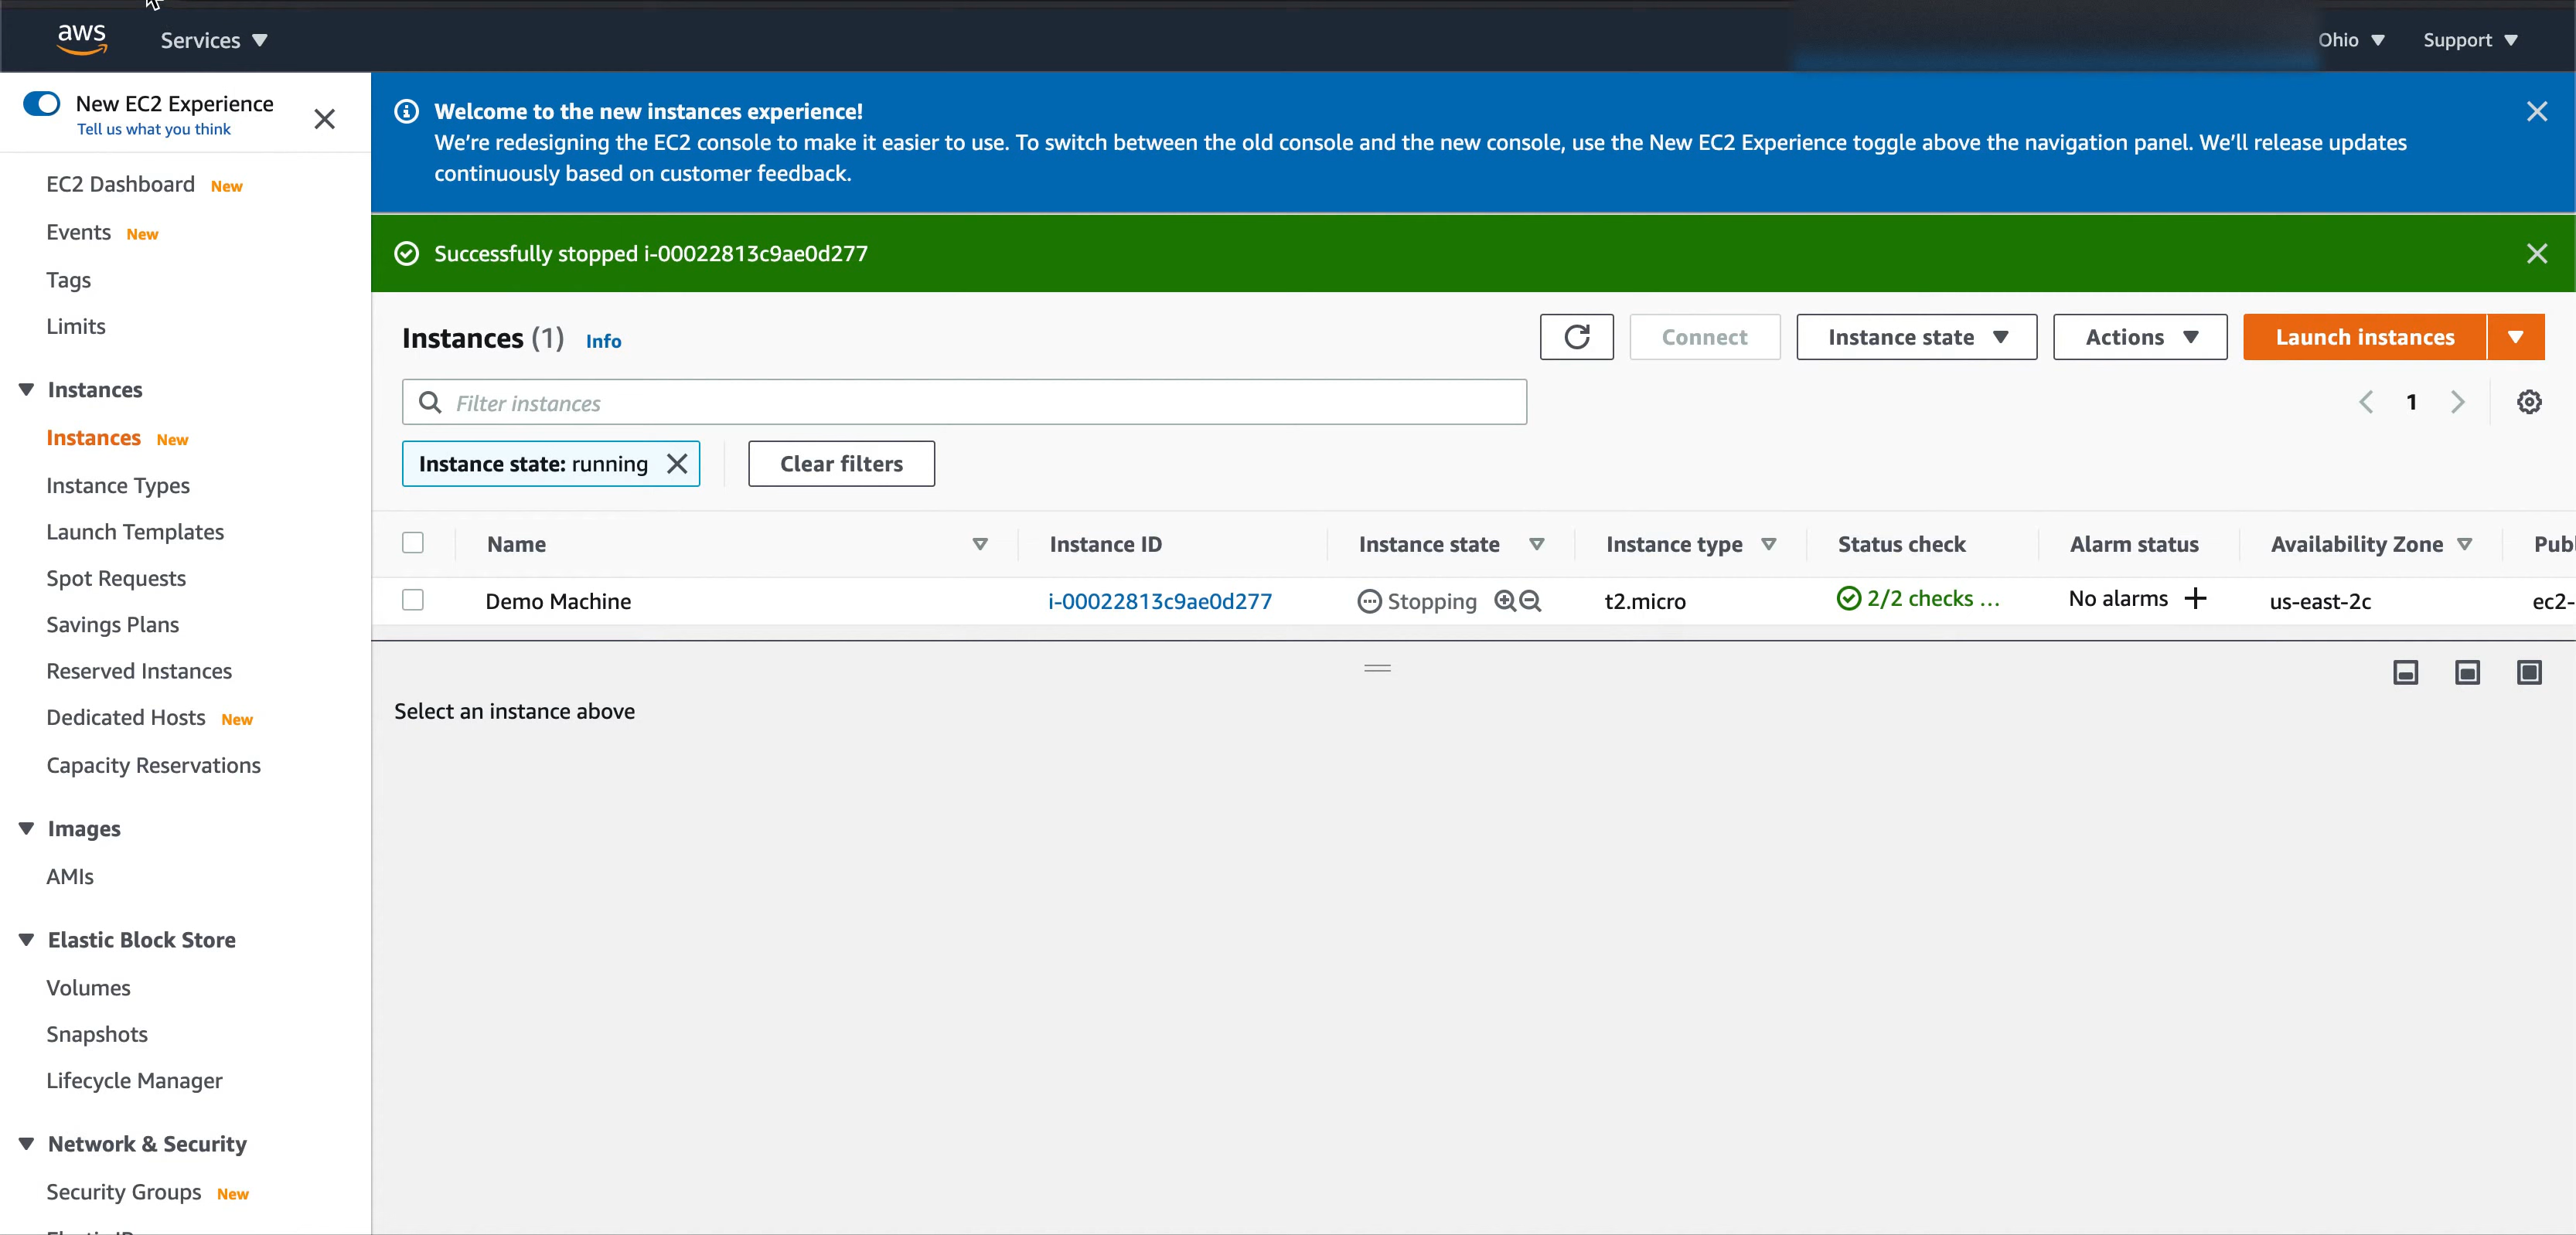 aws Services Ohio Support
New EC2 Experience
Tell us what you think
EC2 Dashboard New
Events New
Tags
Limits
Instances
Instances New
Instance Types
Launch Templates
Spot Requests
Savings Plans
Reserved Instances
Dedicated Hosts New
Capacity Reservations
Images
AMIs
Elastic Block Store
Volumes
Snapshots
Lifecycle Manager
Network & Security
Security Groups New
Welcome to the new instances experience!
We’re redesigning the EC2 console to make it easier to use. To switch between the old console and the new console, use the New EC2 Experience toggle above the navigation panel. We’ll release updates
continuously based on customer feedback.
Successfully stopped i-00022813c9ae0d277
Instances (1) Info Connect Instance state Actions Launch instances
Filter instances 1
Instance state: running Clear filters
Name Instance ID Instance state Instance type Status check Alarm status Availability Zone Publ
Demo Machine i-00022813c9ae0d277 Stopping t2.micro 2/2 checks ... No alarms + us-east-2c ec2-
Select an instance above